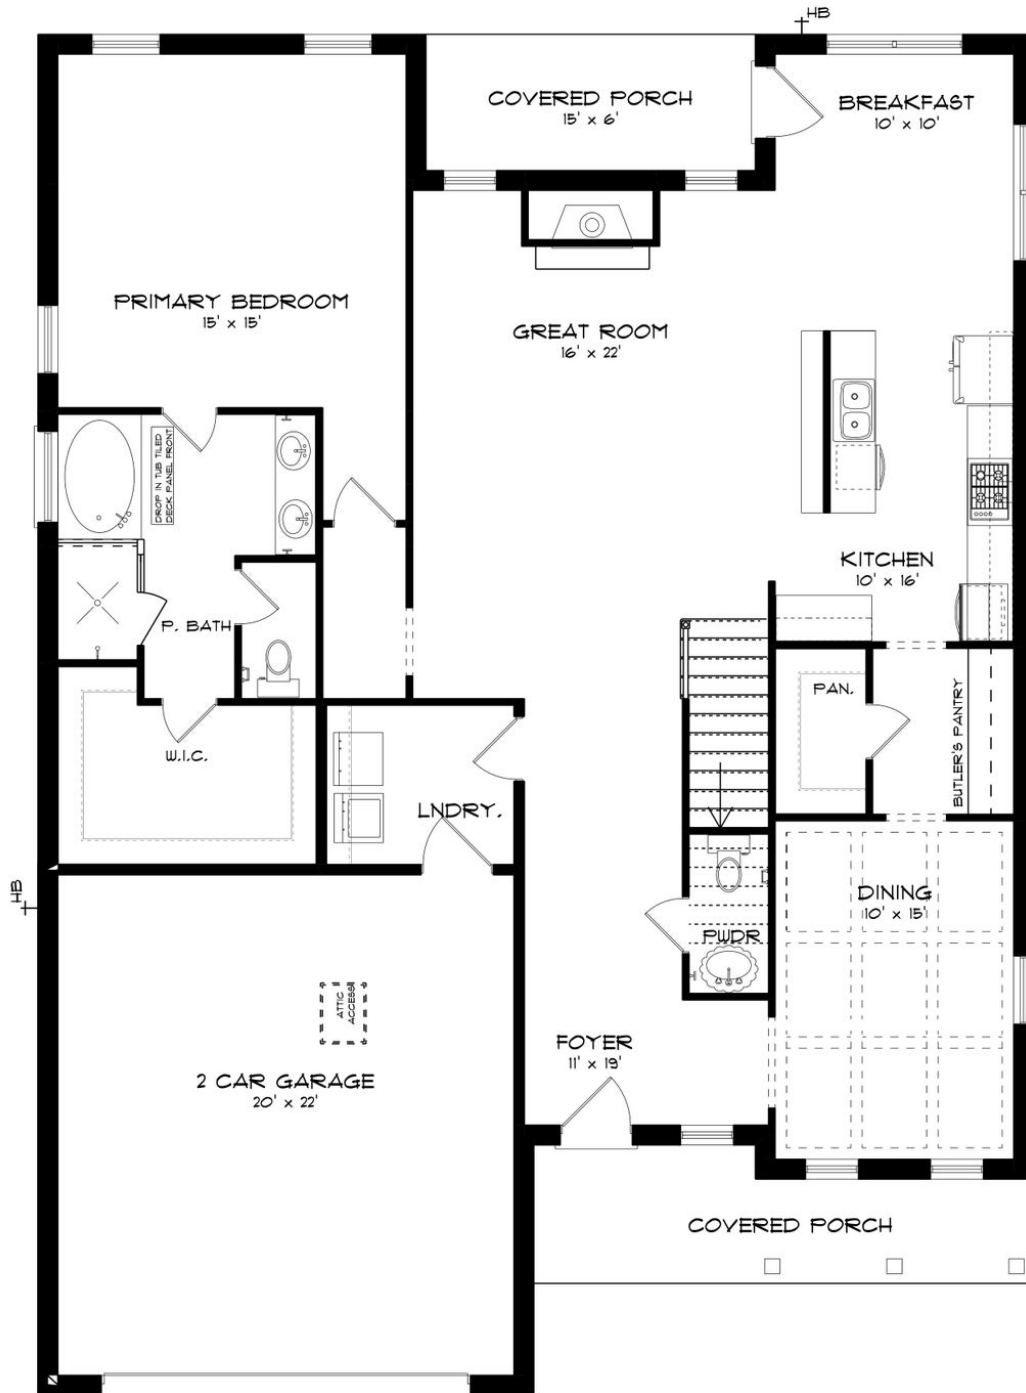 HB
COVERED PORCH
15' x 6'
BREAKFAST
10' x 10'
PRIMARY BEDROOM
15' x 15'
GREAT ROOM
16' x 22'
DROP IN TUB TILED
DECK PANEL FRONT
KITCHEN
10' x 16'
P. BATH
PAN.
BUTLER'S PANTRY
W.I.C.
LNDRY.
HB
DINING
10' x 15'
PWDR
ATTIC
ACCESS
FOYER
11' x 19'
2 CAR GARAGE
20' x 22'
COVERED PORCH